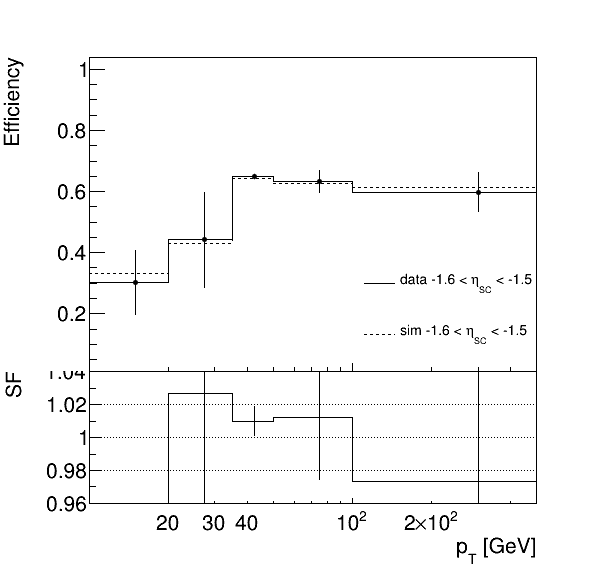 Efficiency
1
0.8
0.6
0.4
0.2
data -1.6 < η_SC < -1.5
sim -1.6 < η_SC < -1.5
SF
1.04
1.02
1
0.98
0.96
20 30 40 10² 2×10²
p_T [GeV]